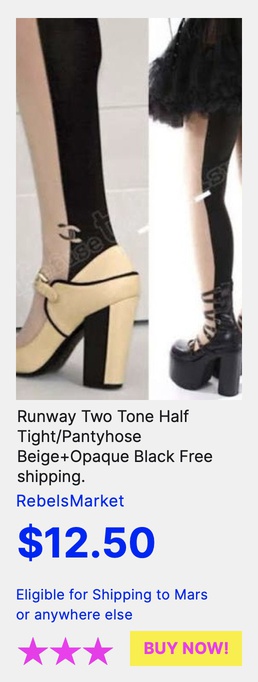 Runway Two Tone Half
Tight/Pantyhose
Beige+Opaque Black Free
shipping.
RebelsMarket
$12.50
Eligible for Shipping to Mars
or anywhere else
BUY NOW!